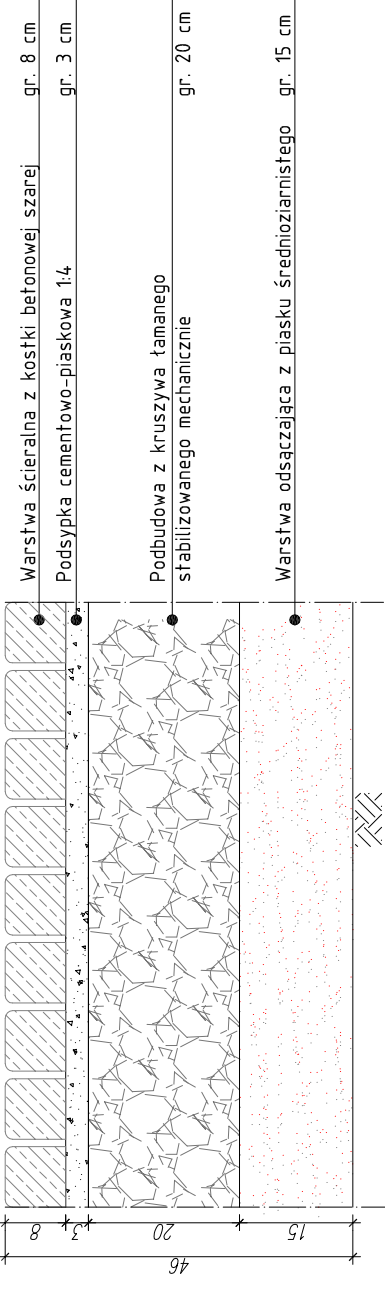 Warstwa ścieralna z kostki betonowej szarej gr. 8 cm
Podsypka cementowo-piaskowa 1:4 gr. 3 cm
Podbudowa z kruszywa łamanego
stabilizowanego mechanicznie gr. 20 cm
Warstwa odsączająca z piasku średnioziarnistego gr. 15 cm
8
3
20
15
46